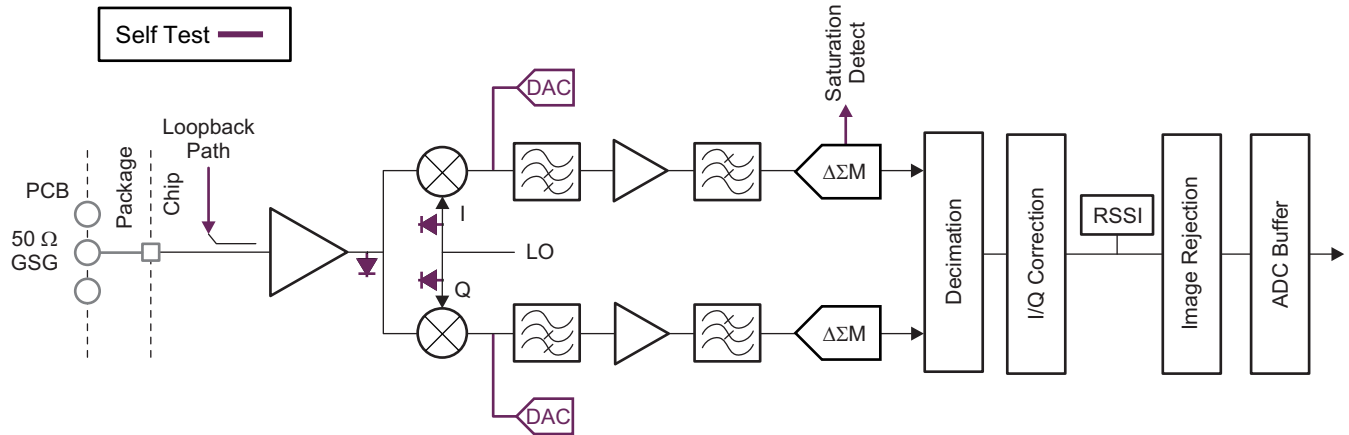 Self Test
DAC
Saturation
Detect
Loopback
Path
PCB
Package
Chip
50 Ω
GSG
I
LO
Q
ΔΣM
ΔΣM
DAC
Decimation
I/Q Correction
RSSI
Image Rejection
ADC Buffer